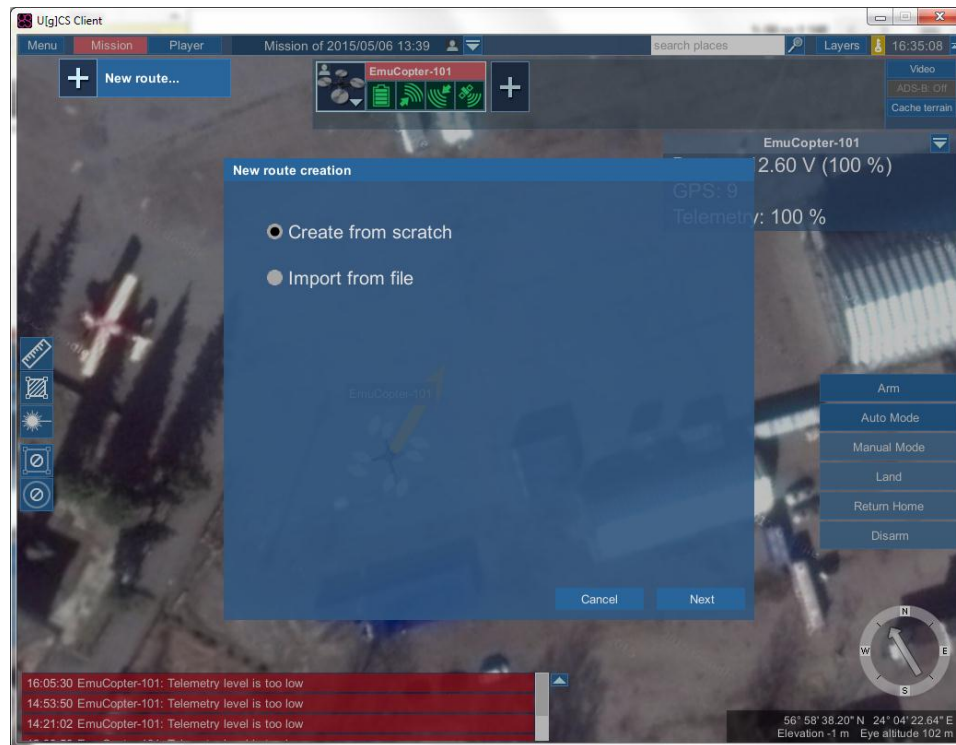 U[g]CS Client
Menu Mission Player Mission of 2015/05/06 13:39 search places Layers 16:35:08
New route...
EmuCopter-101
Video
ADS-B: Off
Cache terrain
EmuCopter-101
2.60 V (100 %)
GPS: 9
Telemetry: 100 %
New route creation
Create from scratch
Import from file
EmuCopter-101
Arm
Auto Mode
Manual Mode
Land
Return Home
Disarm
Cancel Next
N
W E
S
16:05:30 EmuCopter-101: Telemetry level is too low
14:53:50 EmuCopter-101: Telemetry level is too low
14:21:02 EmuCopter-101: Telemetry level is too low
56° 58' 38.20" N 24° 04' 22.64" E
Elevation -1 m Eye altitude 102 m